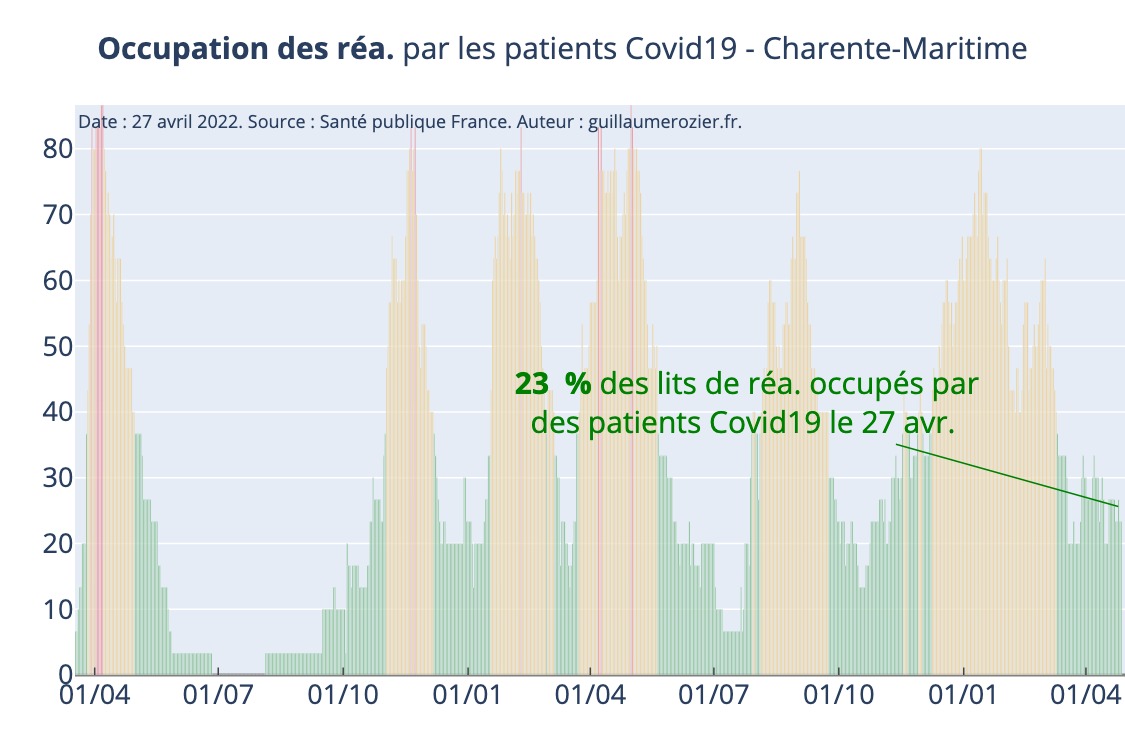 Occupation des réa. par les patients Covid19 - Charente-Maritime
Date : 27 avril 2022. Source : Santé publique France. Auteur : guillaumerozier.fr.
80
70
60
50
40
30
20
10
0
23 % des lits de réa. occupés par
des patients Covid19 le 27 avr.
01/04 01/07 01/10 01/01 01/04 01/07 01/10 01/01 01/04